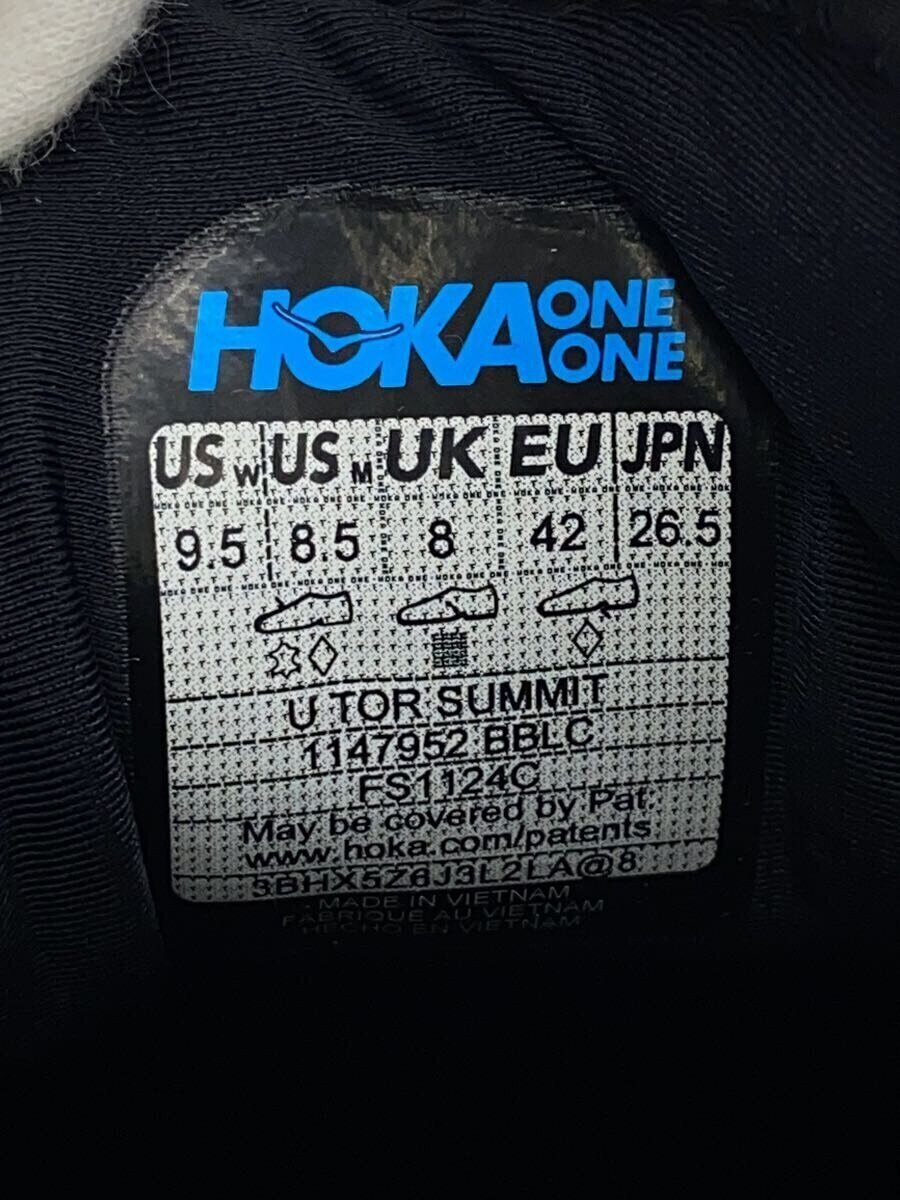 HOKA ONE ONE
US W US M UK EU JPN
9.5 8.5 8 42 26.5
U TOR SUMMIT
1147952 BBLC
FS1124C
May be covered by Pat.
www.hoka.com/patents
3BHX5Z6J3L2LA@8
MADE IN VIETNAM
FABRIQUE AU VIETNAM
HECHO EN VIETNAM